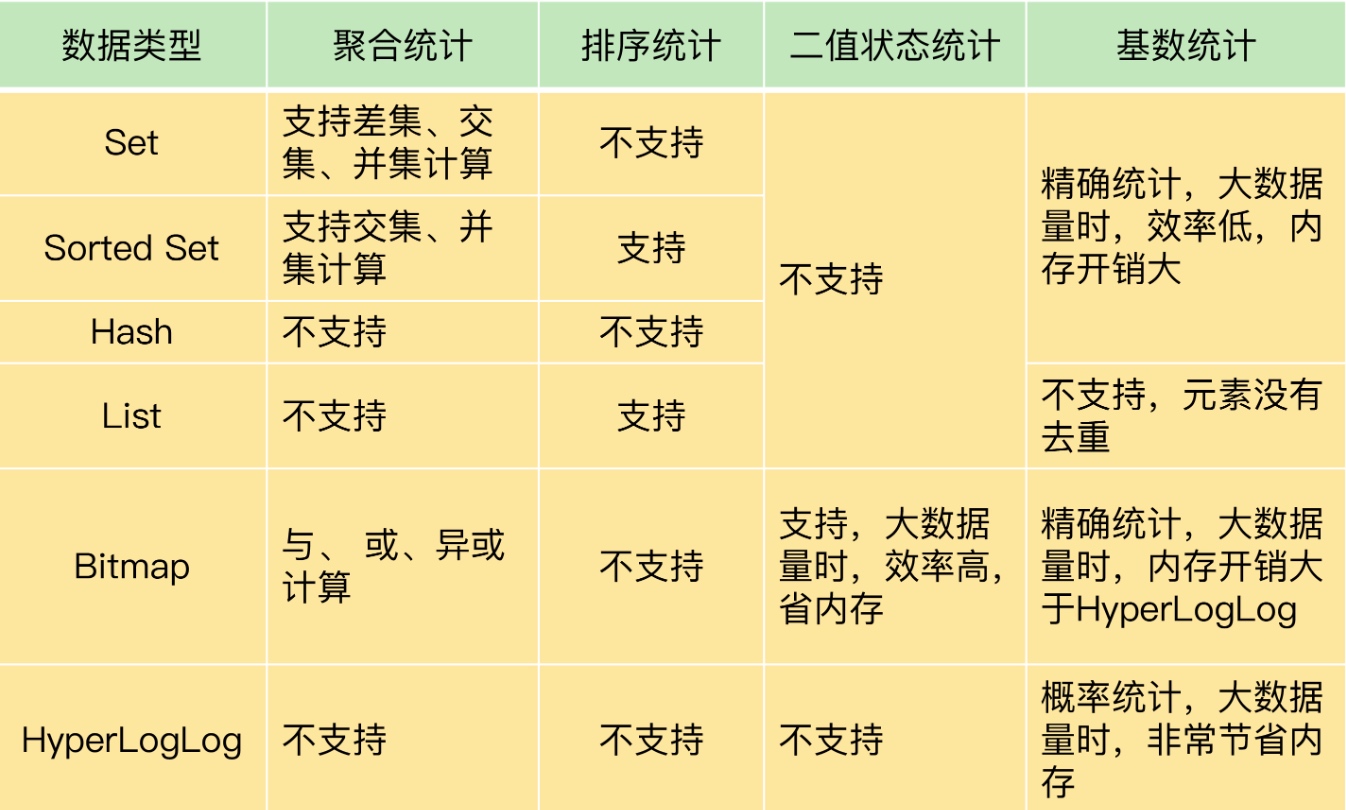 数据类型
聚合统计
排序统计
二值状态统计
基数统计
Set
支持差集、交
集、并集计算
不支持
不支持
精确统计，大数据
量时，效率低，内
存开销大
Sorted Set
支持交集、并
集计算
支持
Hash
不支持
不支持
List
不支持
支持
不支持，元素没有
去重
Bitmap
与、 或、异或
计算
不支持
支持，大数据
量时，效率高，
省内存
精确统计，大数据
量时，内存开销大
于HyperLogLog
HyperLogLog
不支持
不支持
不支持
概率统计，大数据
量时，非常节省内
存